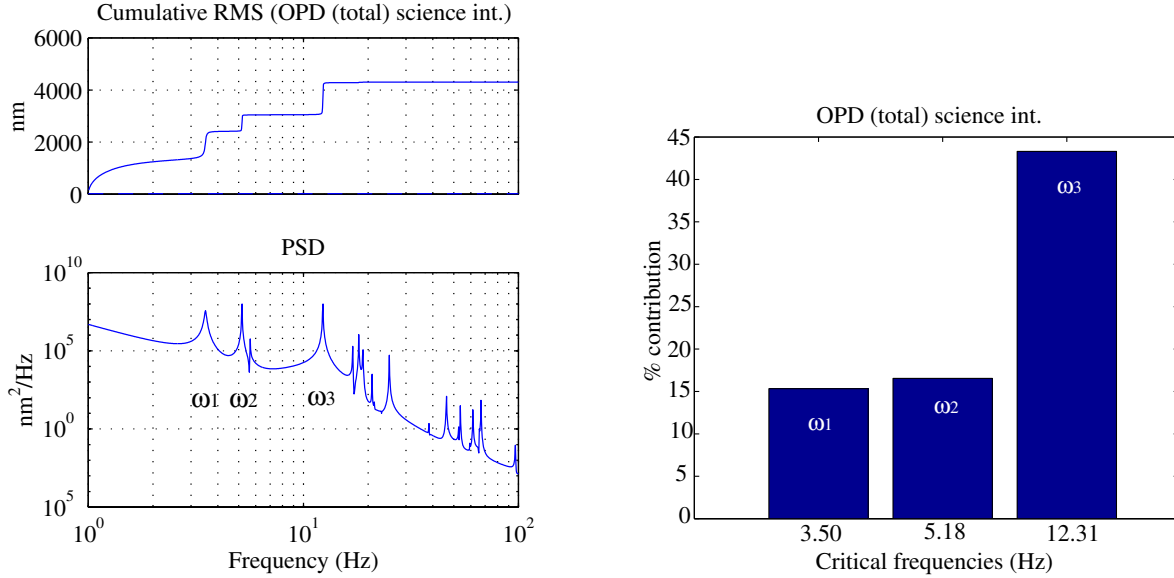 Cumulative RMS (OPD (total) science int.)
6000
4000
2000
0
nm
PSD
10^10
10^5
10^0
10^5
nm^2/Hz
ω1
ω2
ω3
10^0
10^1
10^2
Frequency (Hz)
OPD (total) science int.
45
40
35
30
25
20
15
10
5
0
% contribution
ω1
ω2
ω3
3.50
5.18
12.31
Critical frequencies (Hz)